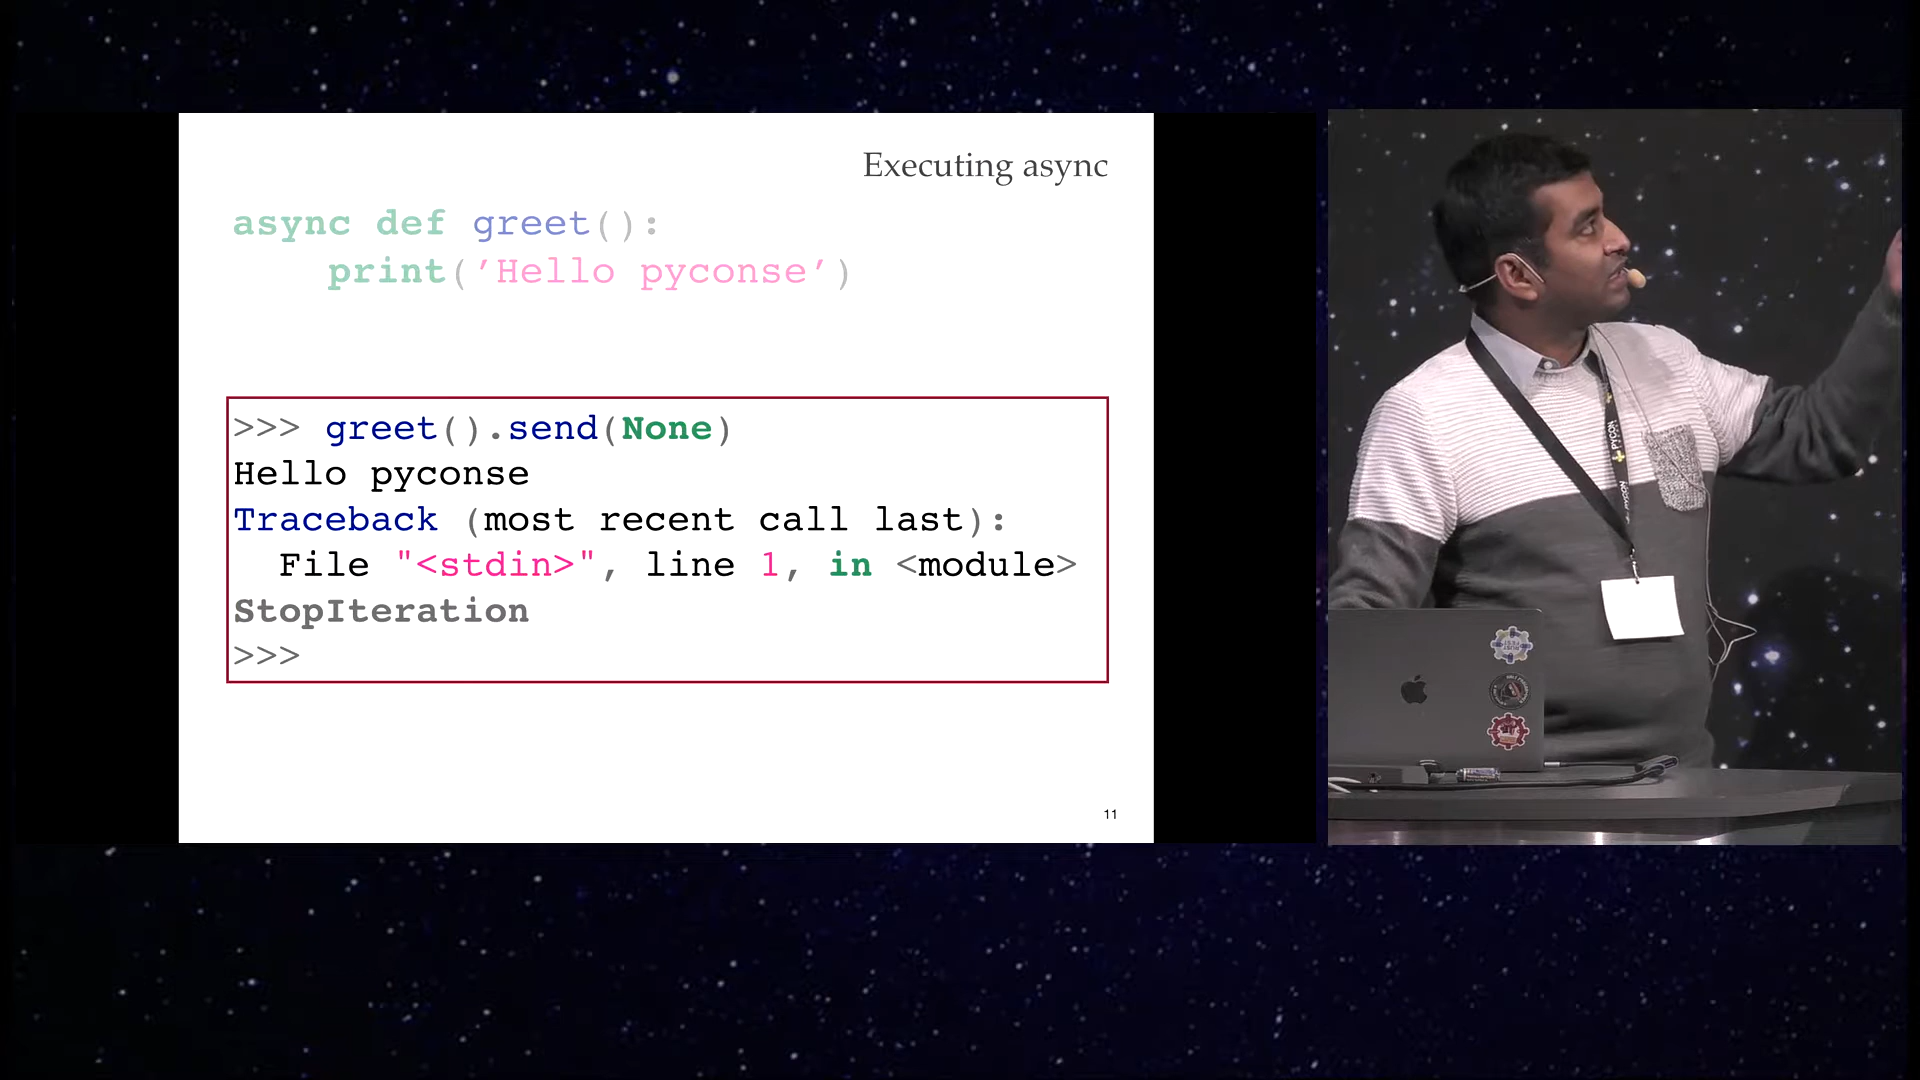 Executing async
async def greet():
    print('Hello pyconse')
>>> greet().send(None)
Hello pyconse
Traceback (most recent call last):
  File "<stdin>", line 1, in <module>
StopIteration
>>>
11
PYCON